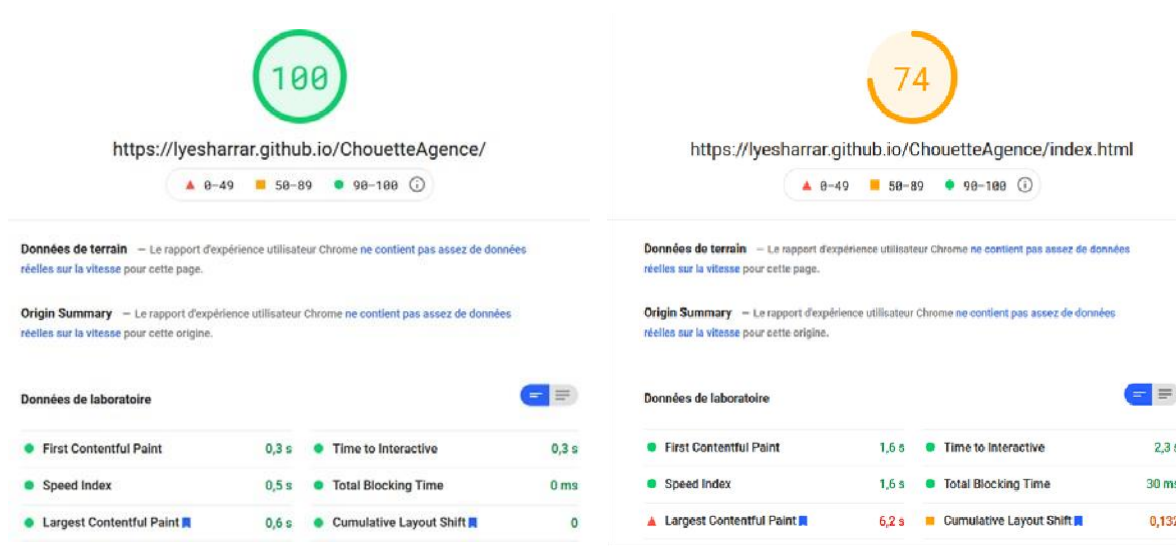 100
https://lyesharrar.github.io/ChouetteAgence/
0-49 50-89 90-100
Données de terrain – Le rapport d'expérience utilisateur Chrome ne contient pas assez de données
réelles sur la vitesse pour cette page.
Origin Summary – Le rapport d'expérience utilisateur Chrome ne contient pas assez de données
réelles sur la vitesse pour cette origine.
Données de laboratoire
First Contentful Paint 0,3 s Time to Interactive 0,3 s
Speed Index 0,5 s Total Blocking Time 0 ms
Largest Contentful Paint 0,6 s Cumulative Layout Shift 0
74
https://lyesharrar.github.io/ChouetteAgence/index.html
0-49 50-89 90-100
Données de terrain – Le rapport d'expérience utilisateur Chrome ne contient pas assez de données
réelles sur la vitesse pour cette page.
Origin Summary – Le rapport d'expérience utilisateur Chrome ne contient pas assez de données
réelles sur la vitesse pour cette origine.
Données de laboratoire
First Contentful Paint 1,6 s Time to Interactive 2,3 s
Speed Index 1,6 s Total Blocking Time 30 ms
Largest Contentful Paint 6,2 s Cumulative Layout Shift 0,132